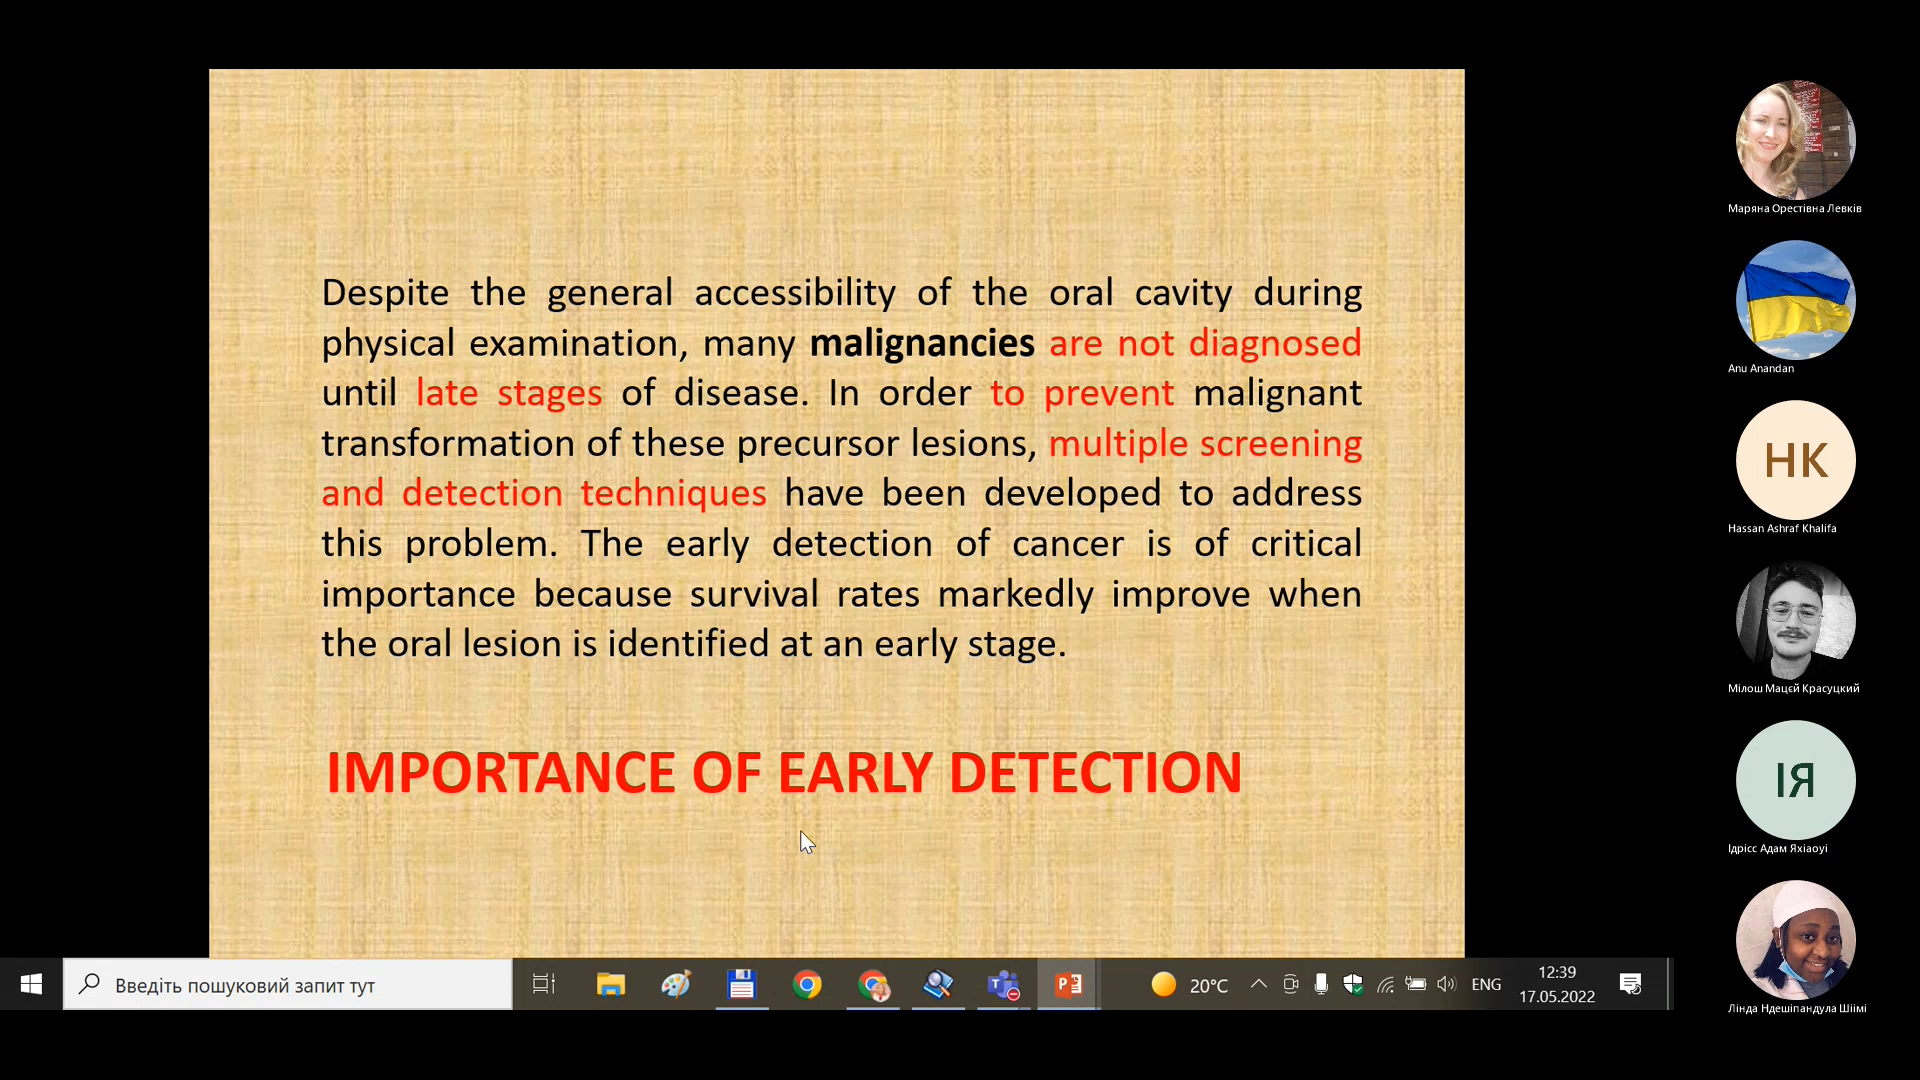 Despite the general accessibility of the oral cavity during
physical examination, many malignancies are not diagnosed
until late stages of disease. In order to prevent malignant
transformation of these precursor lesions, multiple screening
and detection techniques have been developed to address
this problem. The early detection of cancer is of critical
importance because survival rates markedly improve when
the oral lesion is identified at an early stage.
IMPORTANCE OF EARLY DETECTION
Маряна Орестівна Левків
Anu Anandan
НК
Hassan Ashraf Khalifa
Мілош Мацєй Красуцкий
ІЯ
Ідрісс Адам Яхіаоуі
Лінда Ндешіпандула Шіімі
Введіть пошуковий запит тут
20°C
ENG
12:39
17.05.2022